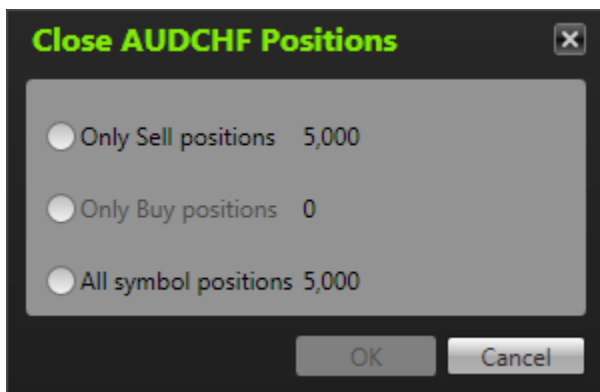 Close AUDCHF Positions
Only Sell positions 5,000
Only Buy positions 0
All symbol positions 5,000
OK Cancel